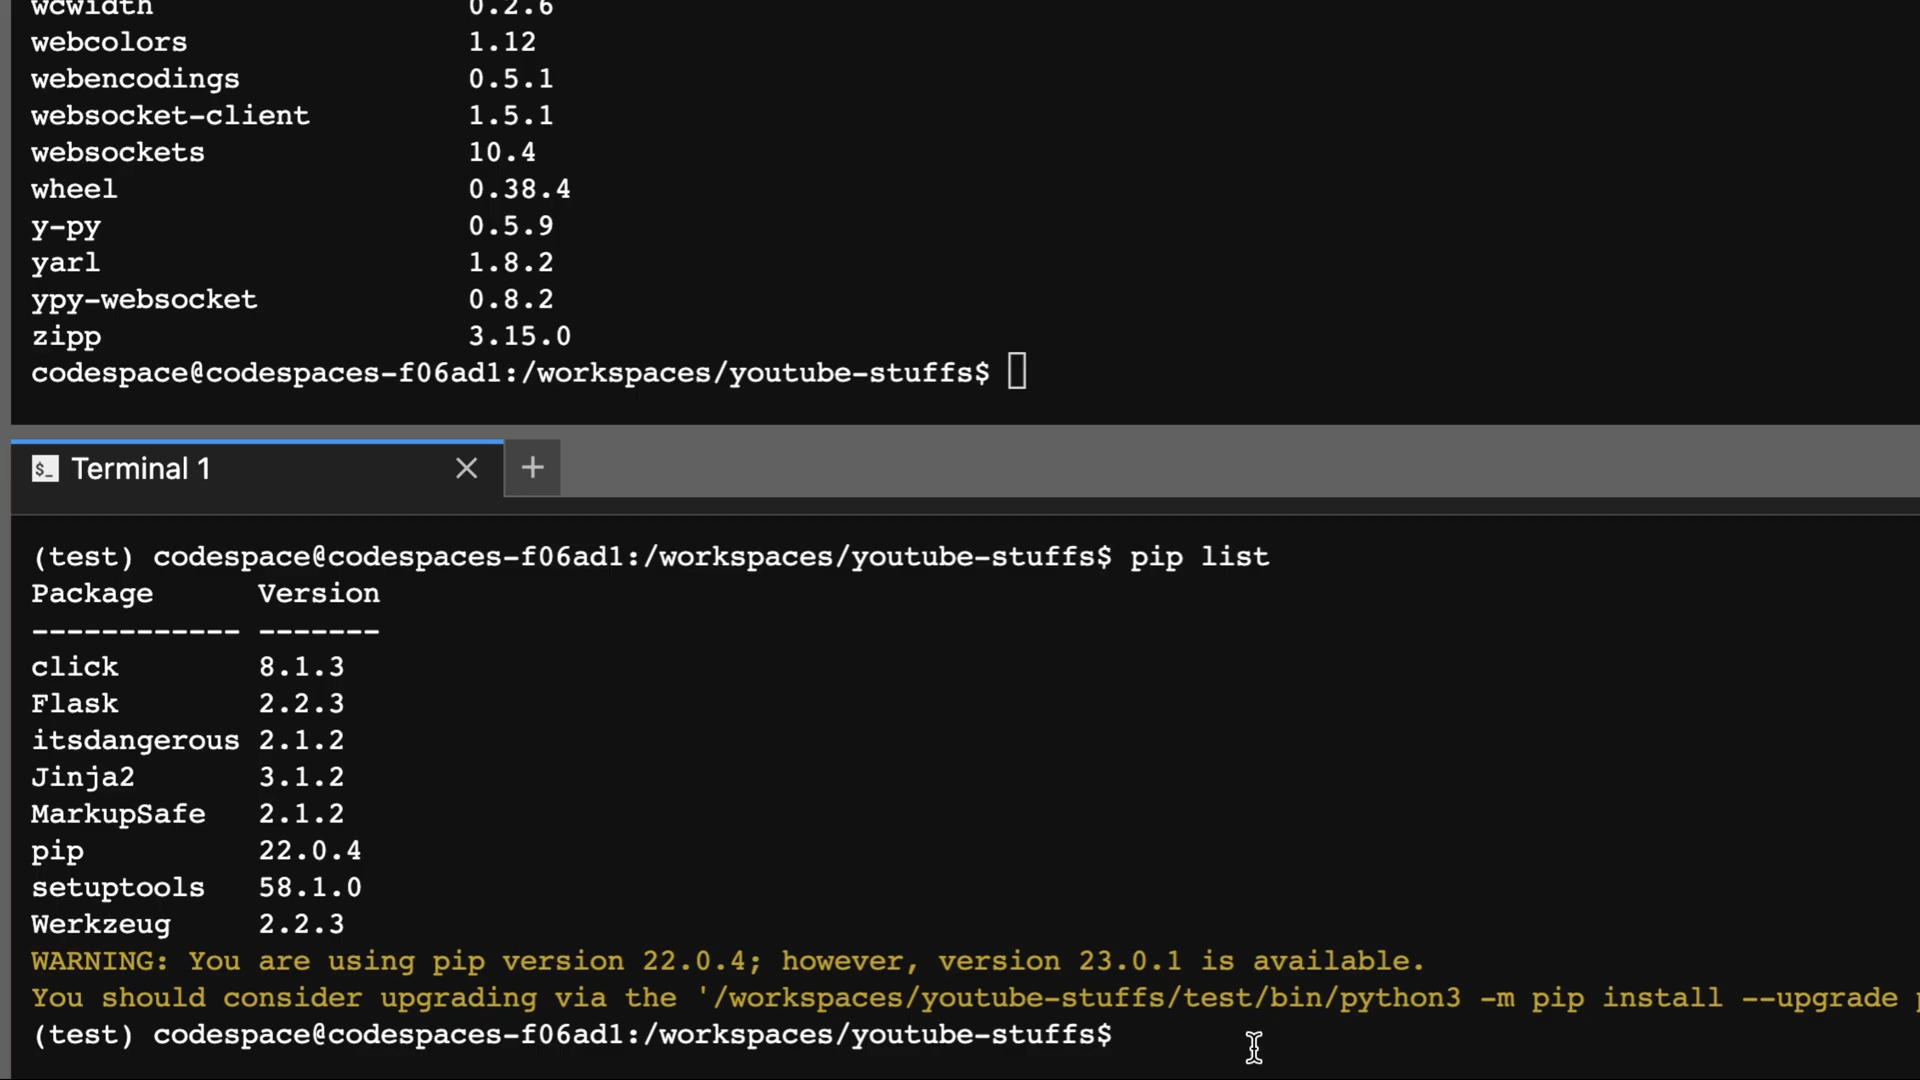 wcwidth 0.2.6
webcolors 1.12
webencodings 0.5.1
websocket-client 1.5.1
websockets 10.4
wheel 0.38.4
y-py 0.5.9
yarl 1.8.2
ypy-websocket 0.8.2
zipp 3.15.0
codespace@codespaces-f06ad1:/workspaces/youtube-stuffs$
$_ Terminal 1
(test) codespace@codespaces-f06ad1:/workspaces/youtube-stuffs$ pip list
Package Version
------------ -------
click 8.1.3
Flask 2.2.3
itsdangerous 2.1.2
Jinja2 3.1.2
MarkupSafe 2.1.2
pip 22.0.4
setuptools 58.1.0
Werkzeug 2.2.3
WARNING: You are using pip version 22.0.4; however, version 23.0.1 is available.
You should consider upgrading via the '/workspaces/youtube-stuffs/test/bin/python3 -m pip install --upgrade
(test) codespace@codespaces-f06ad1:/workspaces/youtube-stuffs$